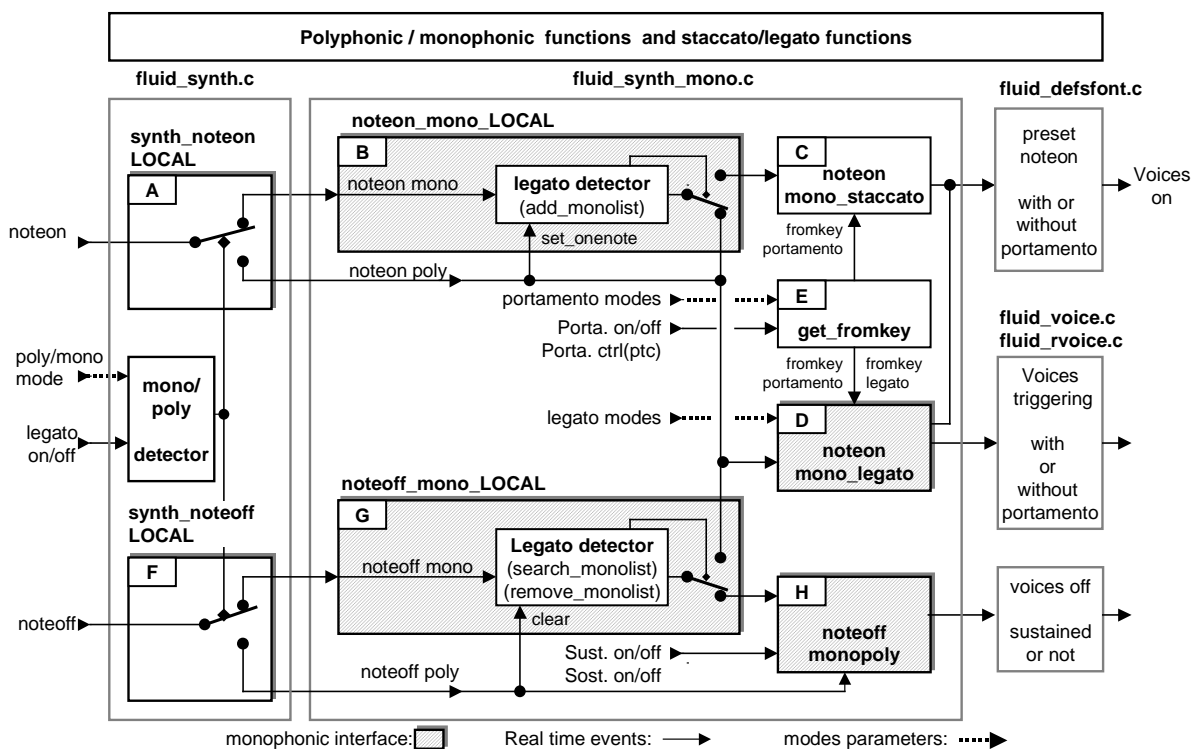 Polyphonic / monophonic functions and staccato/legato functions
fluid_synth.c
fluid_synth_mono.c
fluid_defsfont.c
synth_noteon
LOCAL
A
noteon
noteon_mono_LOCAL
B
noteon mono
legato detector
(add_monolist)
set_onenote
noteon poly
C
noteon
mono_staccato
preset
noteon
with or
without
portamento
Voices
on
fromkey
portamento
portamento modes
Porta. on/off
Porta. ctrl(ptc)
E
get_fromkey
fromkey
portamento
fromkey
legato
fluid_voice.c
fluid_rvoice.c
Voices
triggering
with
or
without
portamento
poly/mono
mode
legato
on/off
mono/
poly
detector
legato modes
D
noteon
mono_legato
synth_noteoff
LOCAL
F
noteoff
noteoff_mono_LOCAL
G
noteoff mono
Legato detector
(search_monolist)
(remove_monolist)
clear
noteoff poly
Sust. on/off
Sost. on/off
H
noteoff
monopoly
voices off
sustained
or not
monophonic interface:
Real time events:
modes parameters: